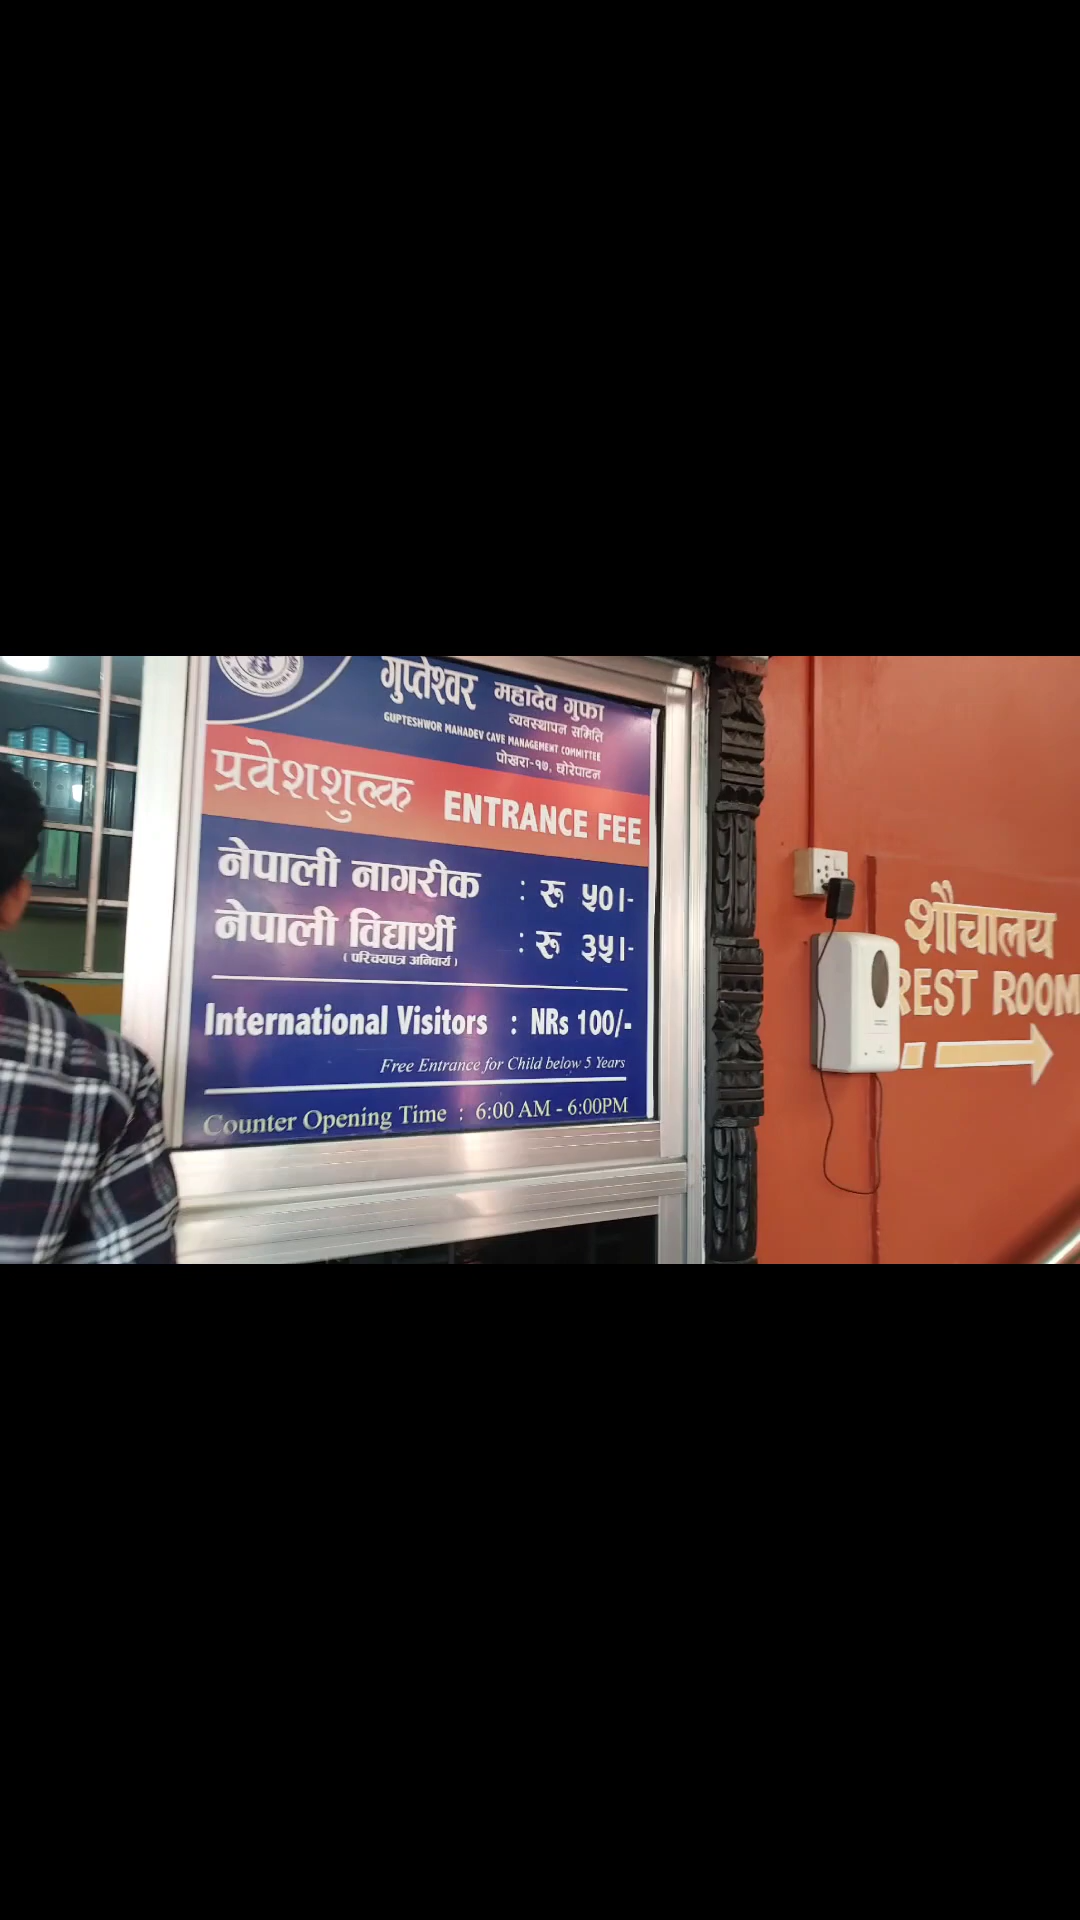 गुप्तेश्वर महादेव गुफा
व्यवस्थापन समिति
GUPTESHWOR MAHADEV CAVE MANAGEMENT COMMITTEE
पोखरा-१७, छोरेपाटन
प्रवेशशुल्क ENTRANCE FEE
नेपाली नागरीक : रू ५०।-
नेपाली विद्यार्थी : रू ३५।-
( परिचयपत्र अनिवार्य )
International Visitors : NRs 100/-
Free Entrance for Child below 5 Years
Counter Opening Time : 6:00 AM - 6:00PM
शौचालय
REST ROOM